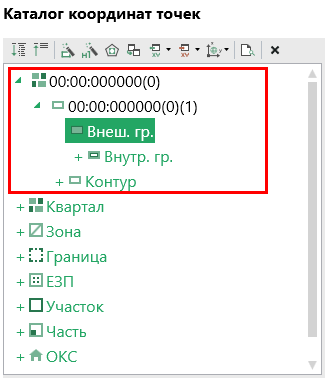 Каталог координат точек
00:00:000000(0)
00:00:000000(0)(1)
Внеш. гр.
+ Внутр. гр.
+ Контур
+ Квартал
+ Зона
+ Граница
+ ЕЗП
+ Участок
+ Часть
+ ОКС